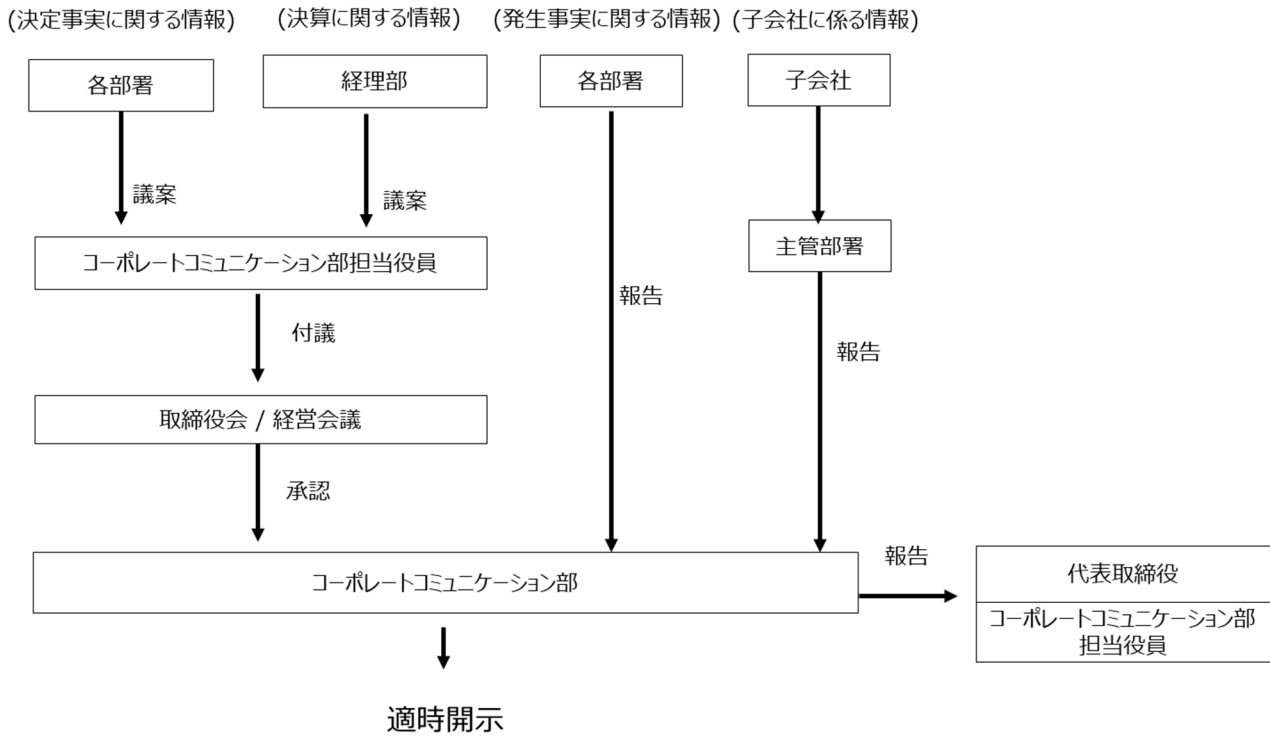 (決定事実に関する情報)
(決算に関する情報)
(発生事実に関する情報)
(子会社に係る情報)
各部署
経理部
各部署
子会社
議案
議案
コーポレートコミュニケーション部担当役員
主管部署
報告
付議
報告
取締役会 / 経営会議
承認
コーポレートコミュニケーション部
報告
代表取締役
コーポレートコミュニケーション部
担当役員
適時開示